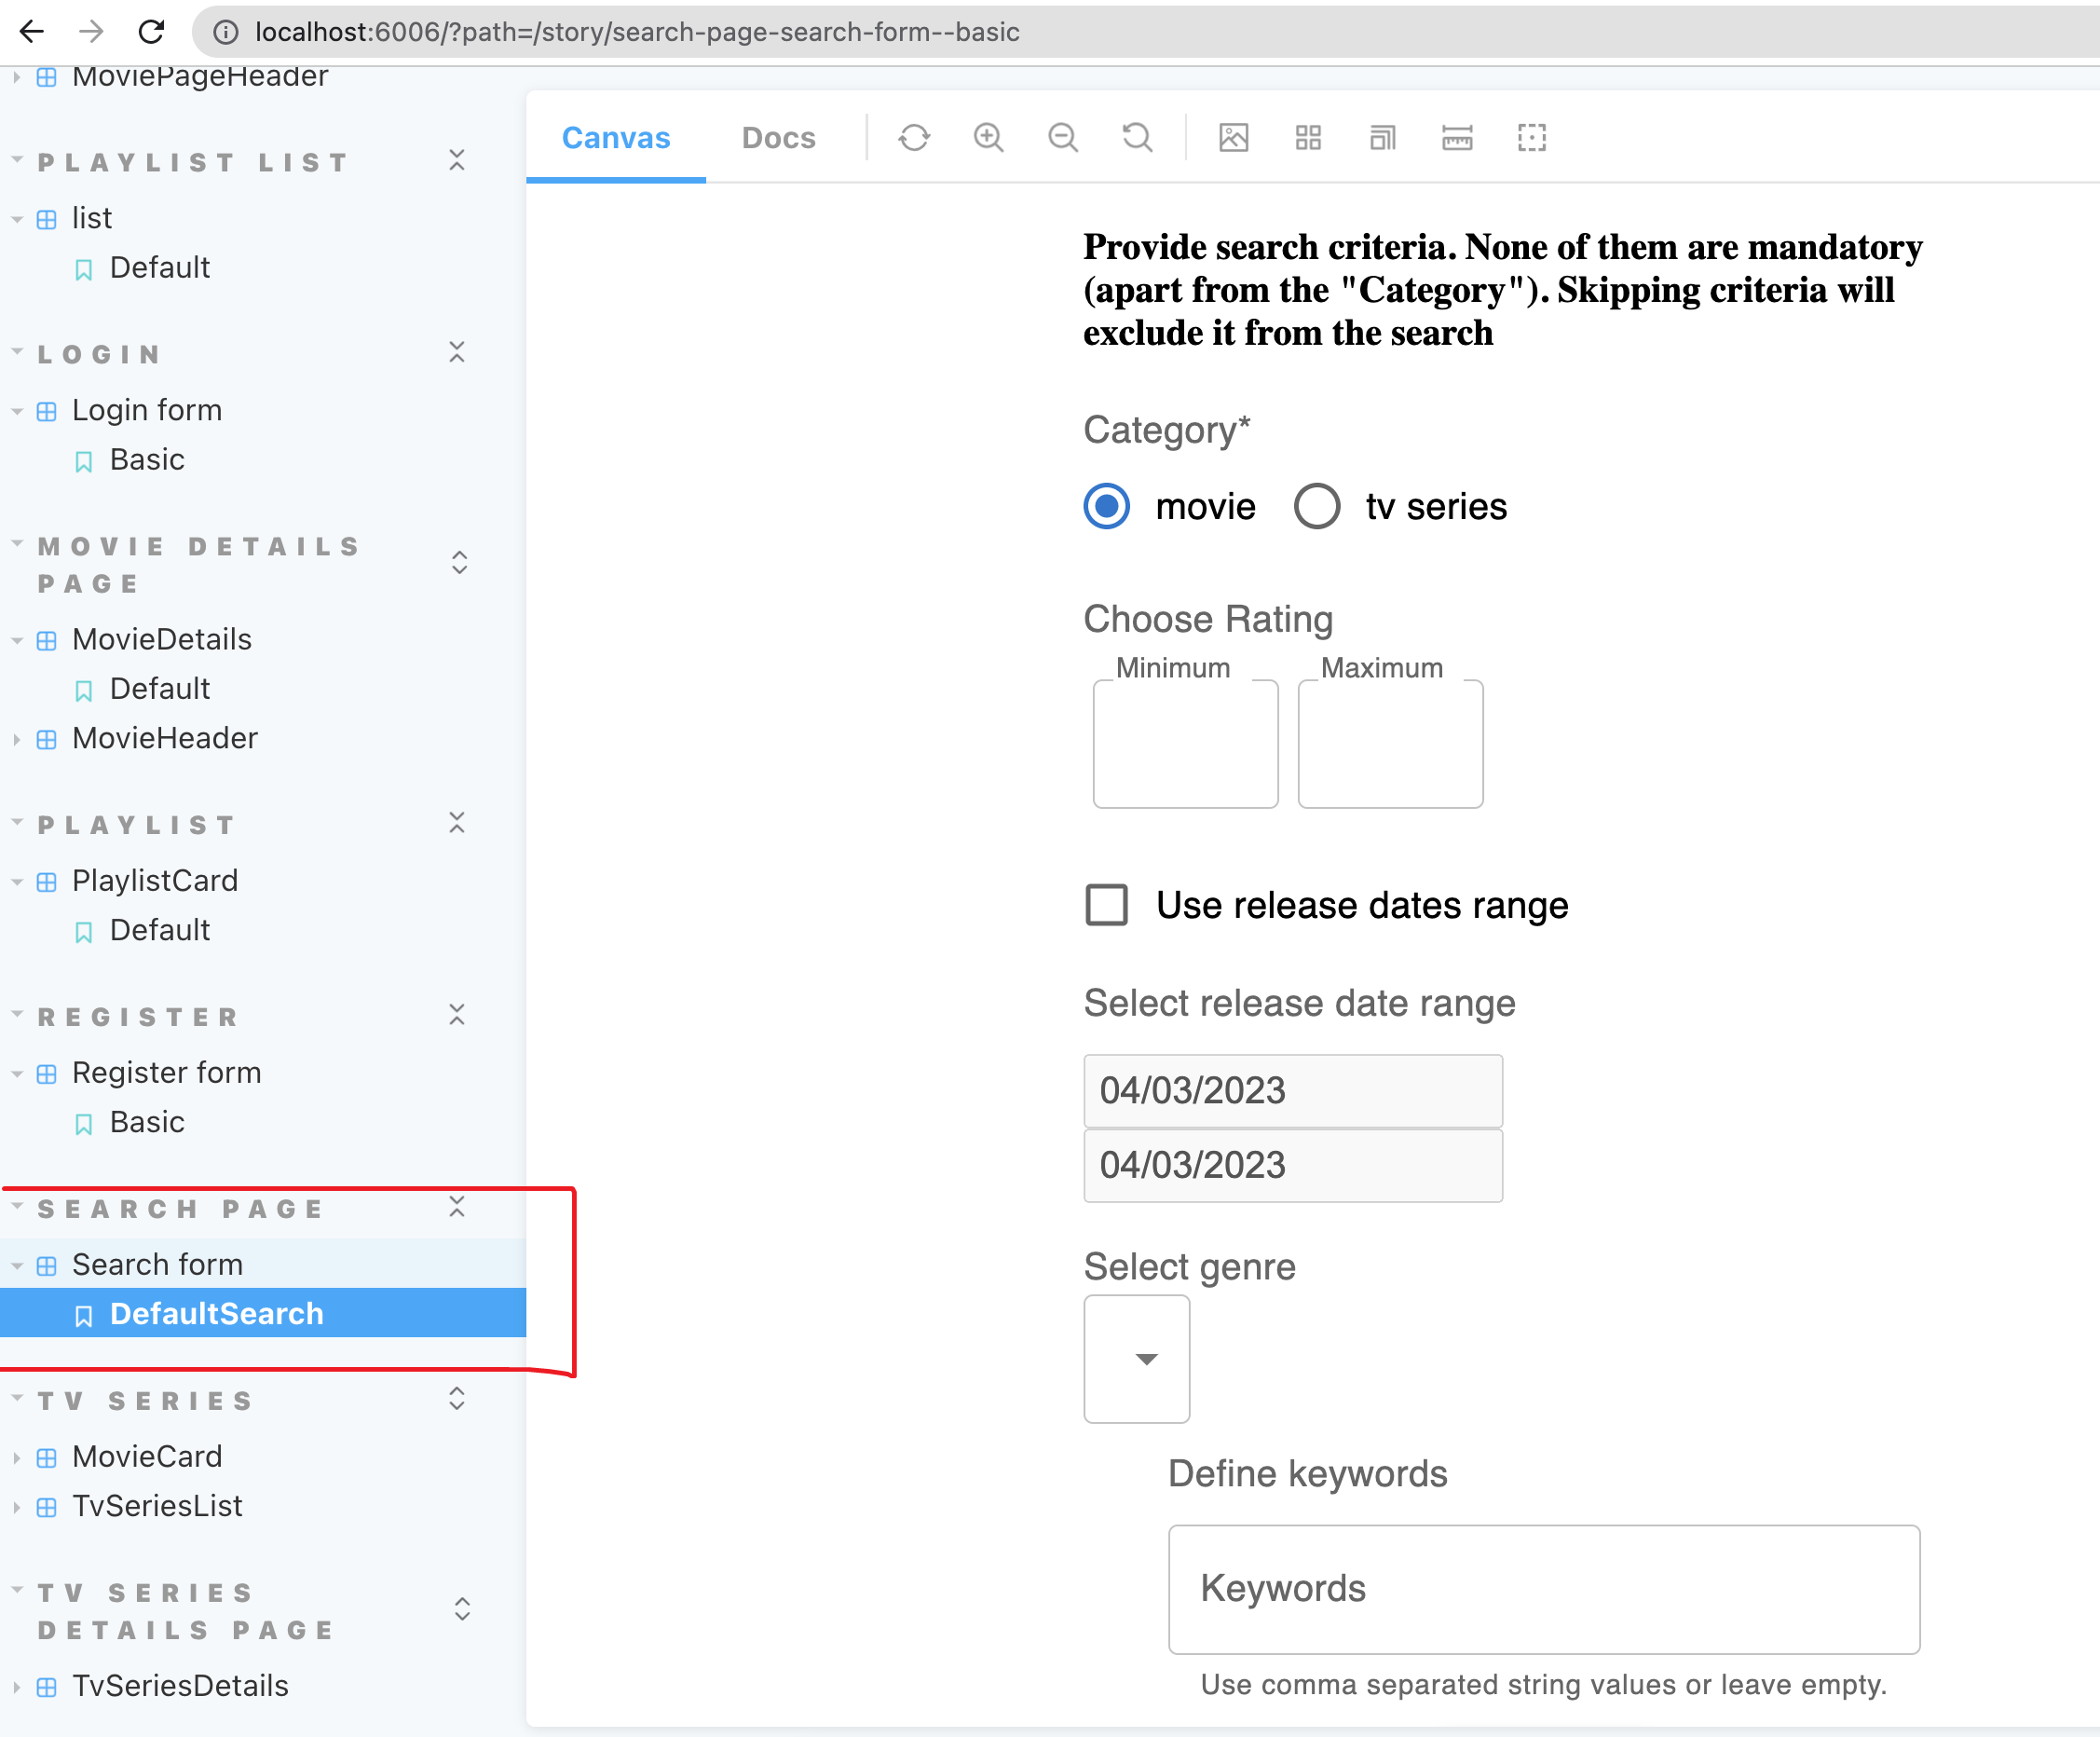 localhost:6006/?path=/story/search-page-search-form--basic
MoviePageHeader
PLAYLIST LIST
list
Default
LOGIN
Login form
Basic
MOVIE DETAILS
PAGE
MovieDetails
Default
MovieHeader
PLAYLIST
PlaylistCard
Default
REGISTER
Register form
Basic
SEARCH PAGE
Search form
DefaultSearch
TV SERIES
MovieCard
TvSeriesList
TV SERIES
DETAILS PAGE
TvSeriesDetails
Canvas Docs
Provide search criteria. None of them are mandatory
(apart from the "Category"). Skipping criteria will
exclude it from the search
Category*
movie tv series
Choose Rating
Minimum Maximum
Use release dates range
Select release date range
04/03/2023
04/03/2023
Select genre
Define keywords
Keywords
Use comma separated string values or leave empty.